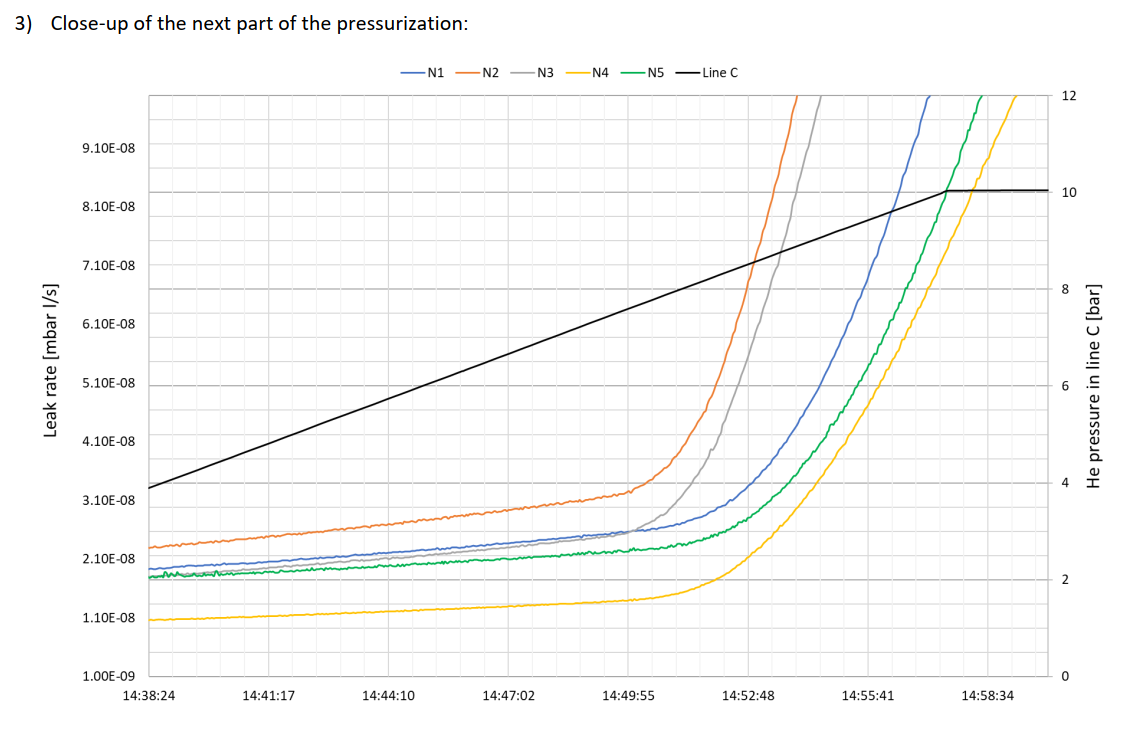 3) Close-up of the next part of the pressurization:
N1 N2 N3 N4 N5 Line C
12
9.10E-08
10
8.10E-08
7.10E-08
8
6.10E-08
5.10E-08
6
4.10E-08
4
3.10E-08
2.10E-08
2
1.10E-08
1.00E-09
0
Leak rate [mbar l/s]
He pressure in line C [bar]
14:38:24 14:41:17 14:44:10 14:47:02 14:49:55 14:52:48 14:55:41 14:58:34